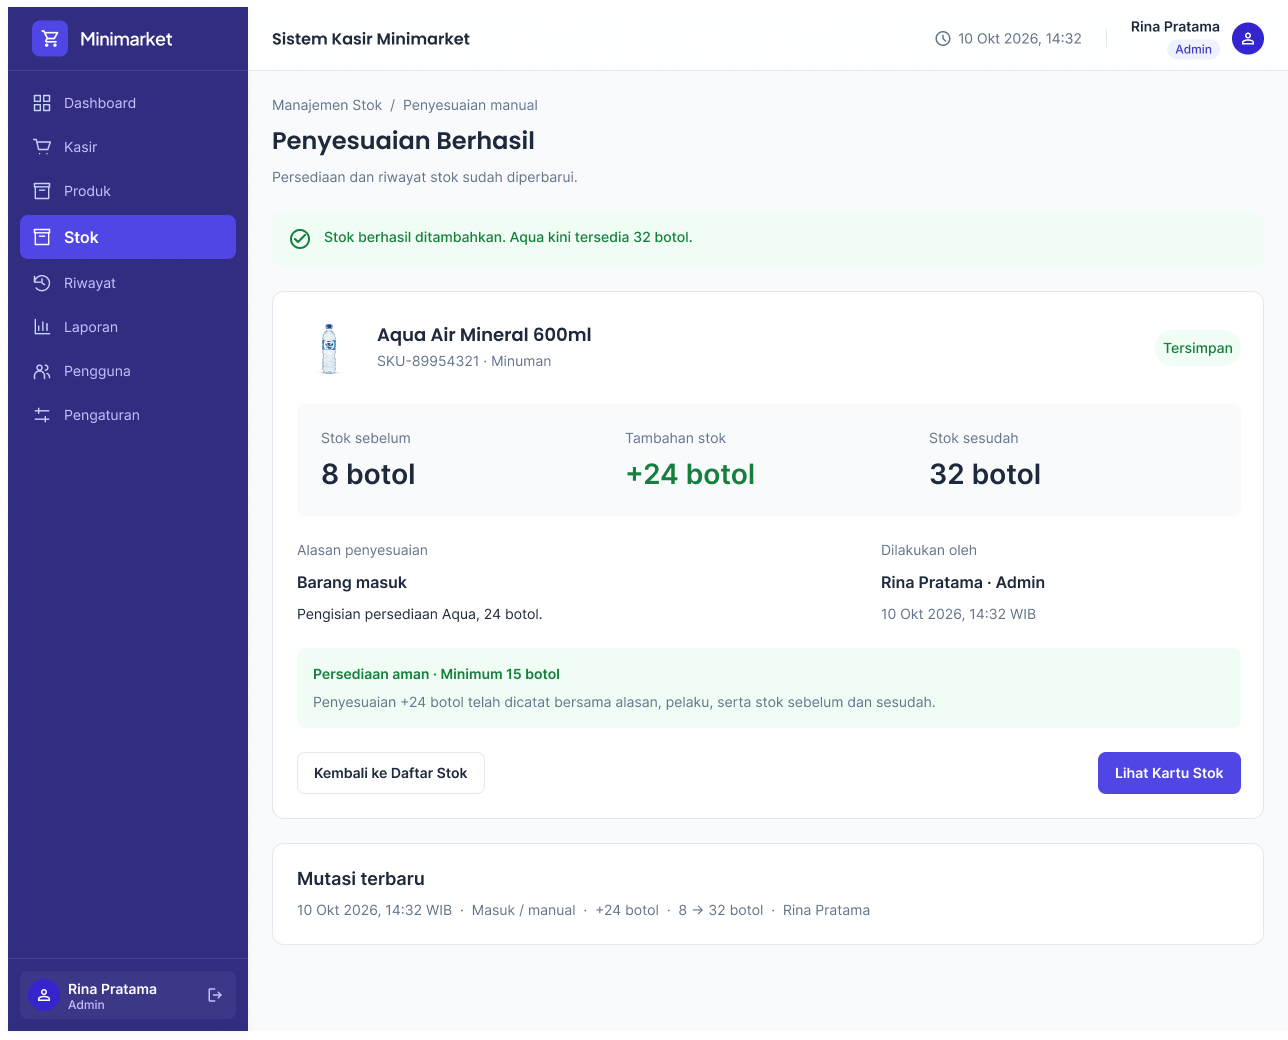 Minimarket
Dashboard
Kasir
Produk
Stok
Riwayat
Laporan
Pengguna
Pengaturan
Rina Pratama
Admin
Sistem Kasir Minimarket
10 Okt 2026, 14:32
Rina Pratama
Admin
Manajemen Stok / Penyesuaian manual
Penyesuaian Berhasil
Persediaan dan riwayat stok sudah diperbarui.
Stok berhasil ditambahkan. Aqua kini tersedia 32 botol.
Aqua Air Mineral 600ml
SKU-89954321 · Minuman
Tersimpan
Stok sebelum
8 botol
Tambahan stok
+24 botol
Stok sesudah
32 botol
Alasan penyesuaian
Barang masuk
Pengisian persediaan Aqua, 24 botol.
Dilakukan oleh
Rina Pratama · Admin
10 Okt 2026, 14:32 WIB
Persediaan aman · Minimum 15 botol
Penyesuaian +24 botol telah dicatat bersama alasan, pelaku, serta stok sebelum dan sesudah.
Kembali ke Daftar Stok
Lihat Kartu Stok
Mutasi terbaru
10 Okt 2026, 14:32 WIB · Masuk / manual · +24 botol · 8 → 32 botol · Rina Pratama